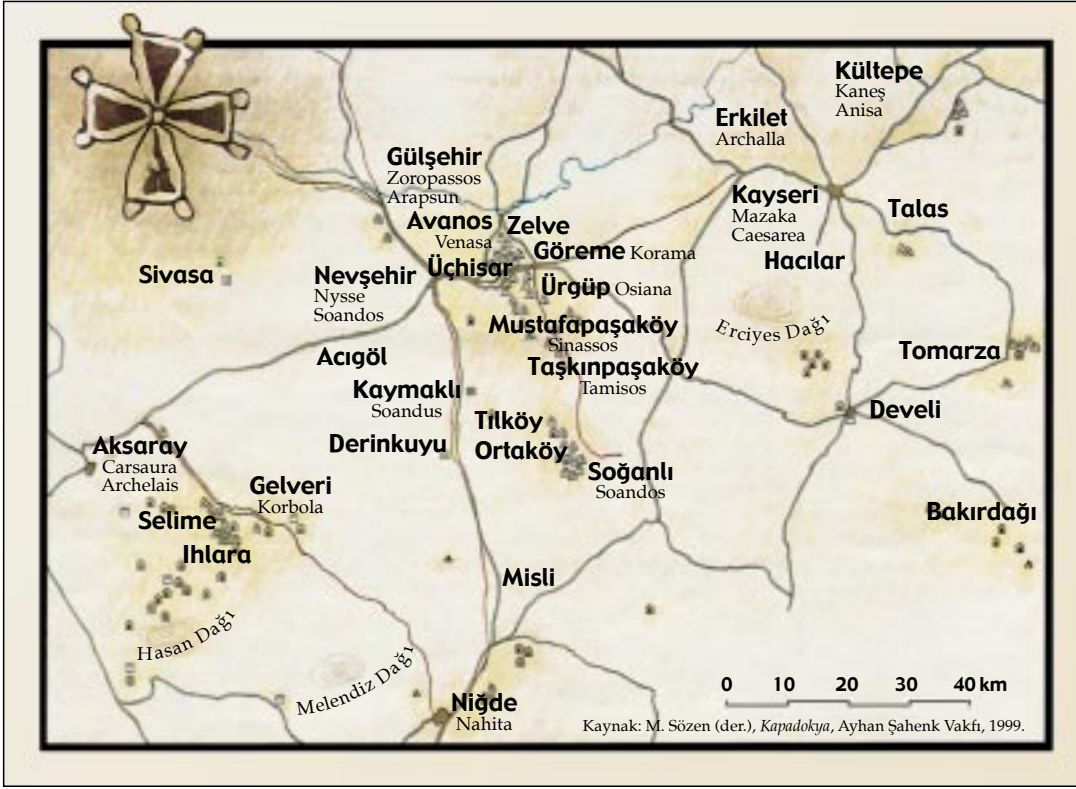 Kültepe
Kaneş
Anisa
Erkilet
Archalla
Gülşehir
Zoropassos
Arapsun
Kayseri
Mazaka
Caesarea
Talas
Avanos
Venasa
Zelve
Göreme Korama
Hacılar
Sivasa
Nevşehir
Nysse
Soandos
Üçhisar
Ürgüp Osiana
Mustafapaşaköy
Sinassos
Erciyes Dağı
Acıgöl
Taşkınpaşaköy
Tamisos
Tomarza
Kaymaklı
Soandus
Develi
Tılköy
Derinkuyu
Ortaköy
Aksaray
Carsaura
Archelais
Soğanlı
Soandos
Gelveri
Korbola
Selime
Bakırdağı
Ihlara
Misli
Hasan Dağı
Melendiz Dağı
0 10 20 30 40 km
Niğde
Nahita
Kaynak: M. Sözen (der.), Kapadokya, Ayhan Şahenk Vakfı, 1999.